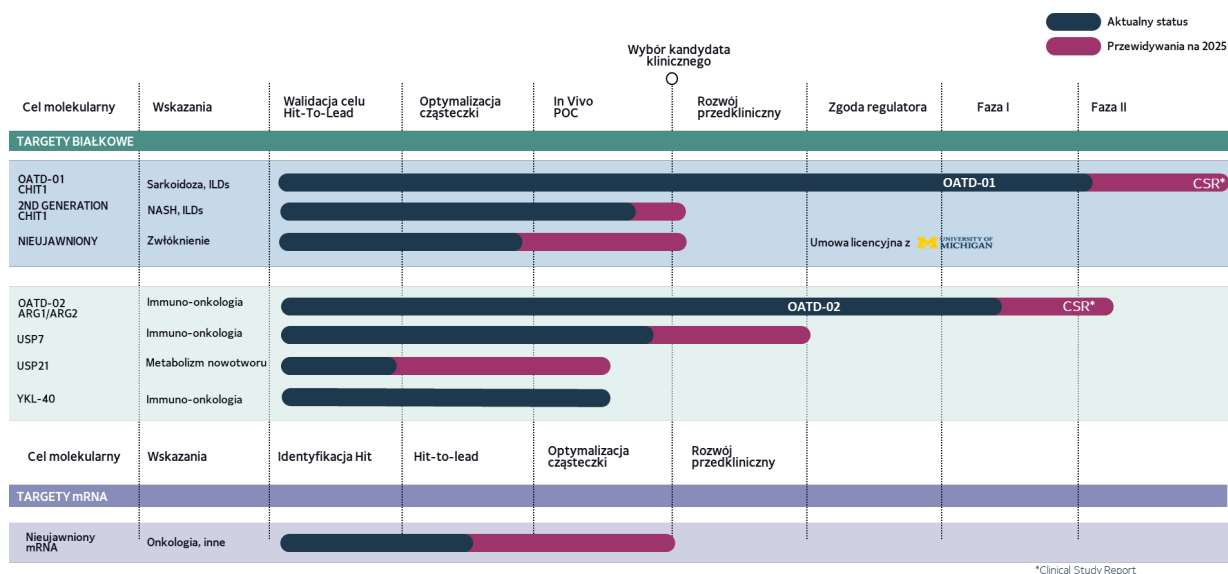 Aktualny status
Przewidywania na 2025
Wybór kandydata
klinicznego
Cel molekularny
Wskazania
Walidacja celu
Hit-To-Lead
Optymalizacja
cząsteczki
In Vivo
POC
Rozwój
przedkliniczny
Zgoda regulatora
Faza I
Faza II
TARGETY BIAŁKOWE
OATD-01
CHIT1
Sarkoidoza, ILDs
OATD-01
CSR*
2ND GENERATION
CHIT1
NASH, ILDs
NIEUJAWNIONY
Zwłóknienie
Umowa licencyjna z
M
UNIVERSITY OF
MICHIGAN
OATD-02
ARG1/ARG2
Immuno-onkologia
OATD-02
CSR*
USP7
Immuno-onkologia
USP21
Metabolizm nowotworu
YKL-40
Immuno-onkologia
Cel molekularny
Wskazania
Identyfikacja Hit
Hit-to-lead
Optymalizacja
cząsteczki
Rozwój
przedkliniczny
TARGETY mRNA
Nieujawniony
mRNA
Onkologia, inne
*Clinical Study Report